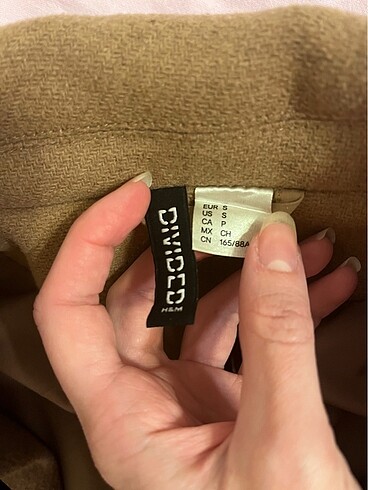 DIVIDED
H&M
EUR S
US S
CA P
MX CH
CN 165/88A